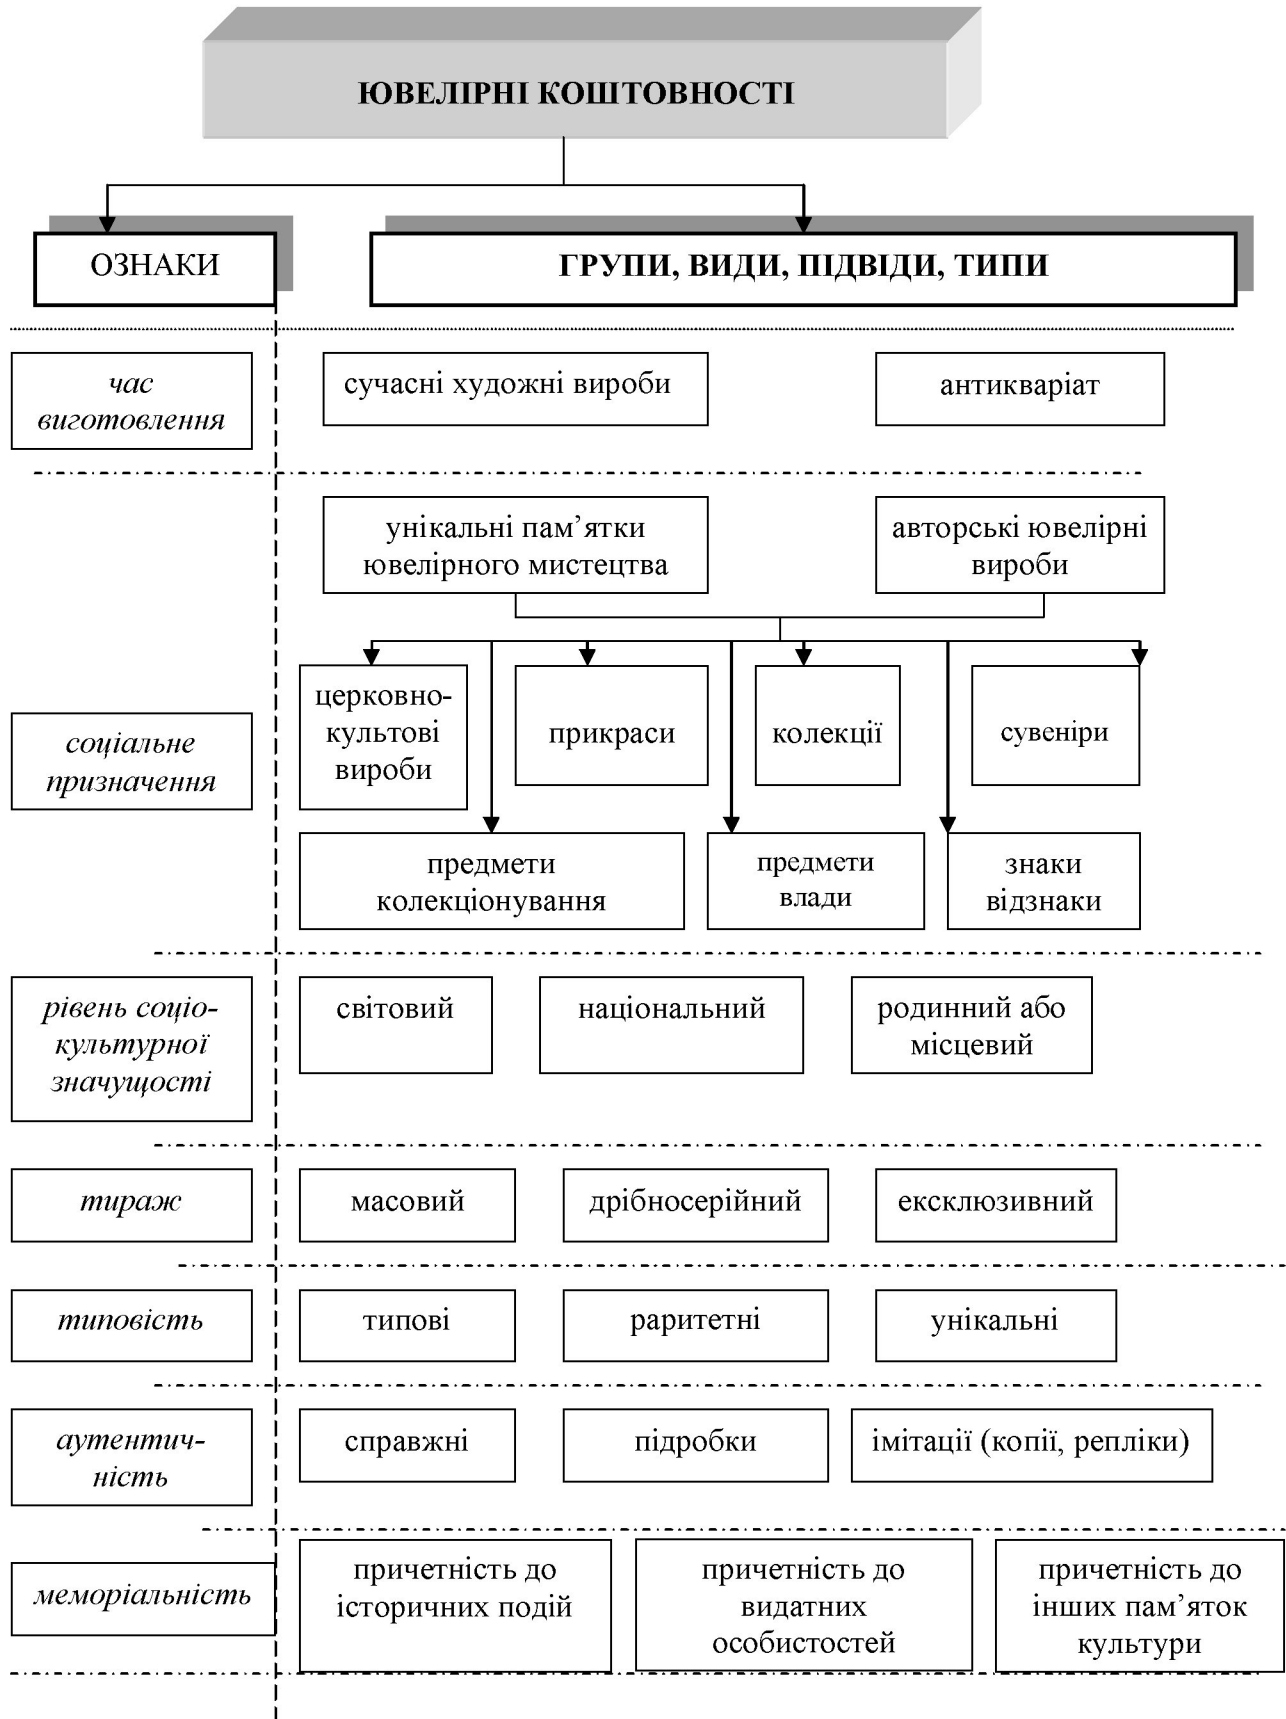 ЮВЕЛІРНІ КОШТОВНОСТІ
ОЗНАКИ
ГРУПИ, ВИДИ, ПІДВІДИ, ТИПИ
час
виготовлення
сучасні художні вироби
антикваріат
унікальні пам’ятки
ювелірного мистецтва
авторські ювелірні
вироби
соціальне
призначення
церковно-
культові
вироби
прикраси
колекції
сувеніри
предмети
колекціонування
предмети
влади
знаки
відзнаки
рівень соціо-
культурної
значущості
світовий
національний
родинний або
місцевий
тираж
масовий
дрібносерійний
ексклюзивний
типовість
типові
раритетні
унікальні
аутентич-
ність
справжні
підробки
імітації (копії, репліки)
меморіальність
причетність до
історичних подій
причетність до
видатних
особистостей
причетність до
інших пам’яток
культури